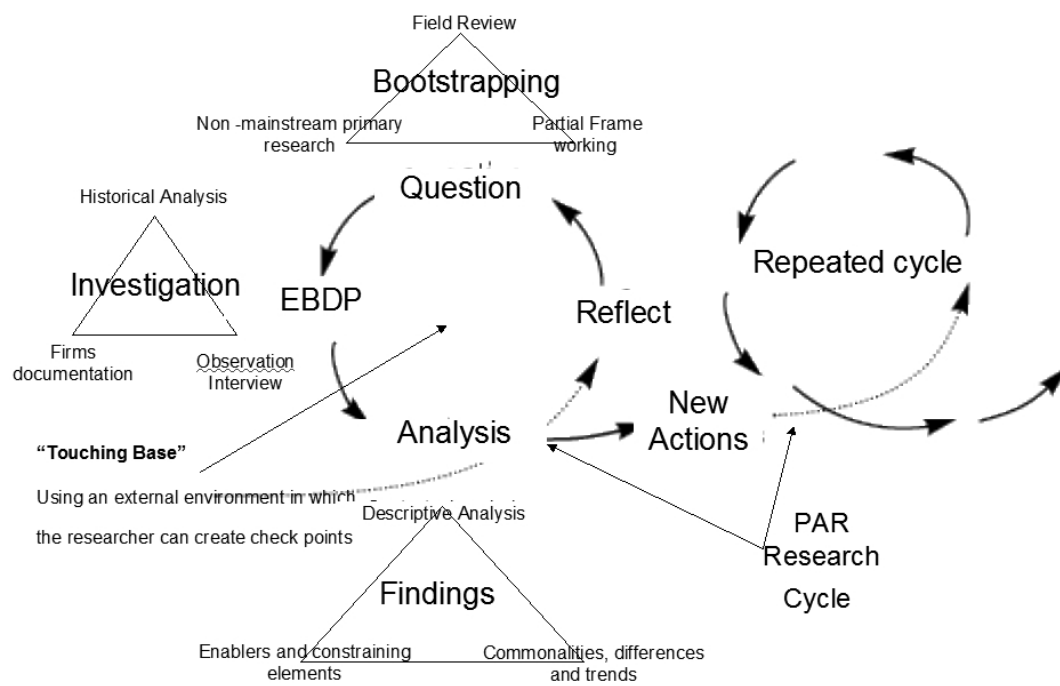 Field Review
Bootstrapping
Non -mainstream primary
research
Partial Frame
working
Question
Historical Analysis
Investigation
Firms
documentation
Observation
Interview
EBDP
Reflect
Repeated cycle
Analysis
New
Actions
“Touching Base”
Using an external environment in which
the researcher can create check points
Descriptive Analysis
Findings
Enablers and constraining
elements
Commonalities, differences
and trends
PAR
Research
Cycle